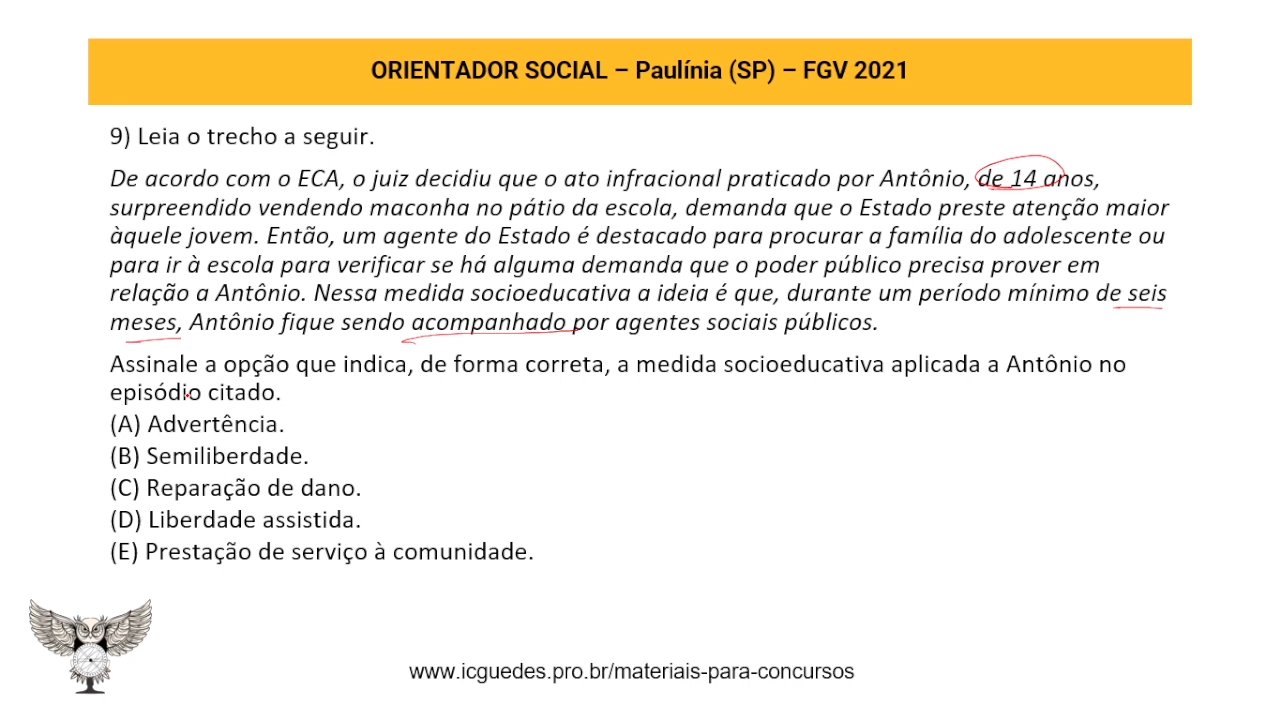 ORIENTADOR SOCIAL – Paulínia (SP) – FGV 2021
9) Leia o trecho a seguir.
De acordo com o ECA, o juiz decidiu que o ato infracional praticado por Antônio, de 14 anos,
surpreendido vendendo maconha no pátio da escola, demanda que o Estado preste atenção maior
àquele jovem. Então, um agente do Estado é destacado para procurar a família do adolescente ou
para ir à escola para verificar se há alguma demanda que o poder público precisa prover em
relação a Antônio. Nessa medida socioeducativa a ideia é que, durante um período mínimo de seis
meses, Antônio fique sendo acompanhado por agentes sociais públicos.
Assinale a opção que indica, de forma correta, a medida socioeducativa aplicada a Antônio no
episódio citado.
(A) Advertência.
(B) Semiliberdade.
(C) Reparação de dano.
(D) Liberdade assistida.
(E) Prestação de serviço à comunidade.
www.icguedes.pro.br/materiais-para-concursos